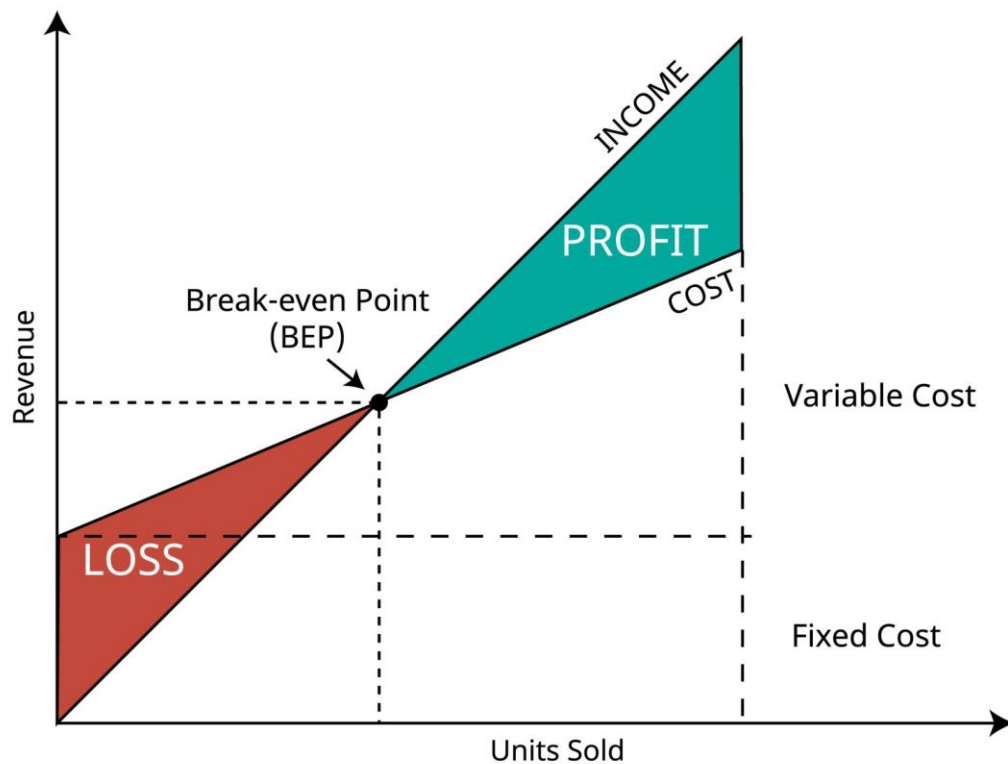 INCOME
PROFIT
COST
Break-even Point
(BEP)
Revenue
Variable Cost
LOSS
Fixed Cost
Units Sold